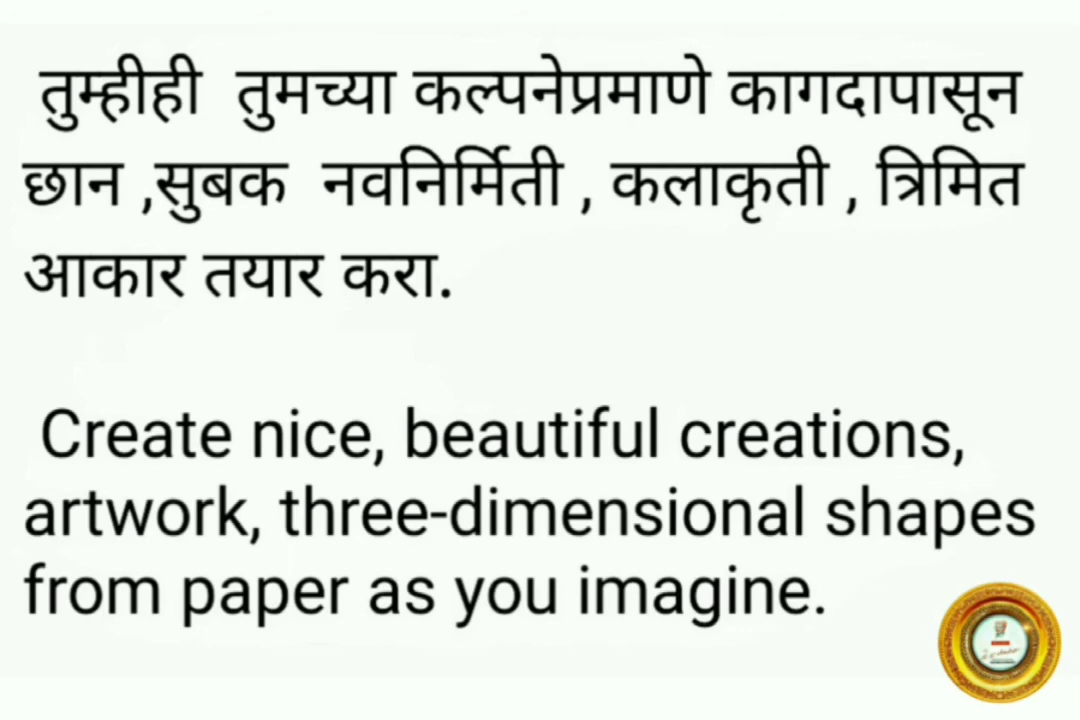 तुम्हीही तुमच्या कल्पनेप्रमाणे कागदापासून
छान ,सुबक नवनिर्मिती , कलाकृती , त्रिमित
आकार तयार करा.
Create nice, beautiful creations,
artwork, three-dimensional shapes
from paper as you imagine.